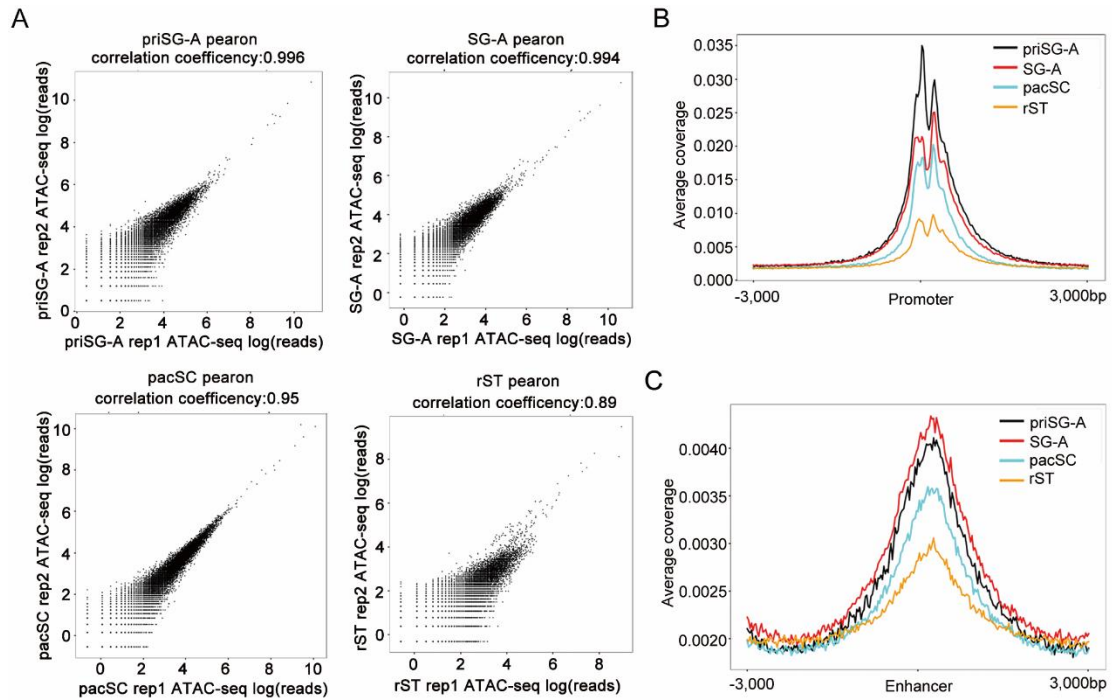 A
priSG-A pearon
correlation coefficency:0.996
10
8
6
4
2
0
0 2 4 6 8 10
priSG-A rep2 ATAC-seq log(reads)
priSG-A rep1 ATAC-seq log(reads)
SG-A pearon
correlation coefficency:0.994
10
8
6
4
2
0
0 2 4 6 8 10
SG-A rep2 ATAC-seq log(reads)
SG-A rep1 ATAC-seq log(reads)
pacSC pearon
correlation coefficency:0.95
10
8
6
4
2
0
0 2 4 6 8 10
pacSC rep2 ATAC-seq log(reads)
pacSC rep1 ATAC-seq log(reads)
rST pearon
correlation coefficency:0.89
8
6
4
2
0
0 2 4 6 8
rST rep2 ATAC-seq log(reads)
rST rep1 ATAC-seq log(reads)
B
0.035
0.030
0.025
0.020
0.015
0.010
0.005
0.000
Average coverage
priSG-A
SG-A
pacSC
rST
-3,000 Promoter 3,000bp
C
0.0040
0.0035
0.0030
0.0025
0.0020
Average coverage
priSG-A
SG-A
pacSC
rST
-3,000 Enhancer 3,000bp